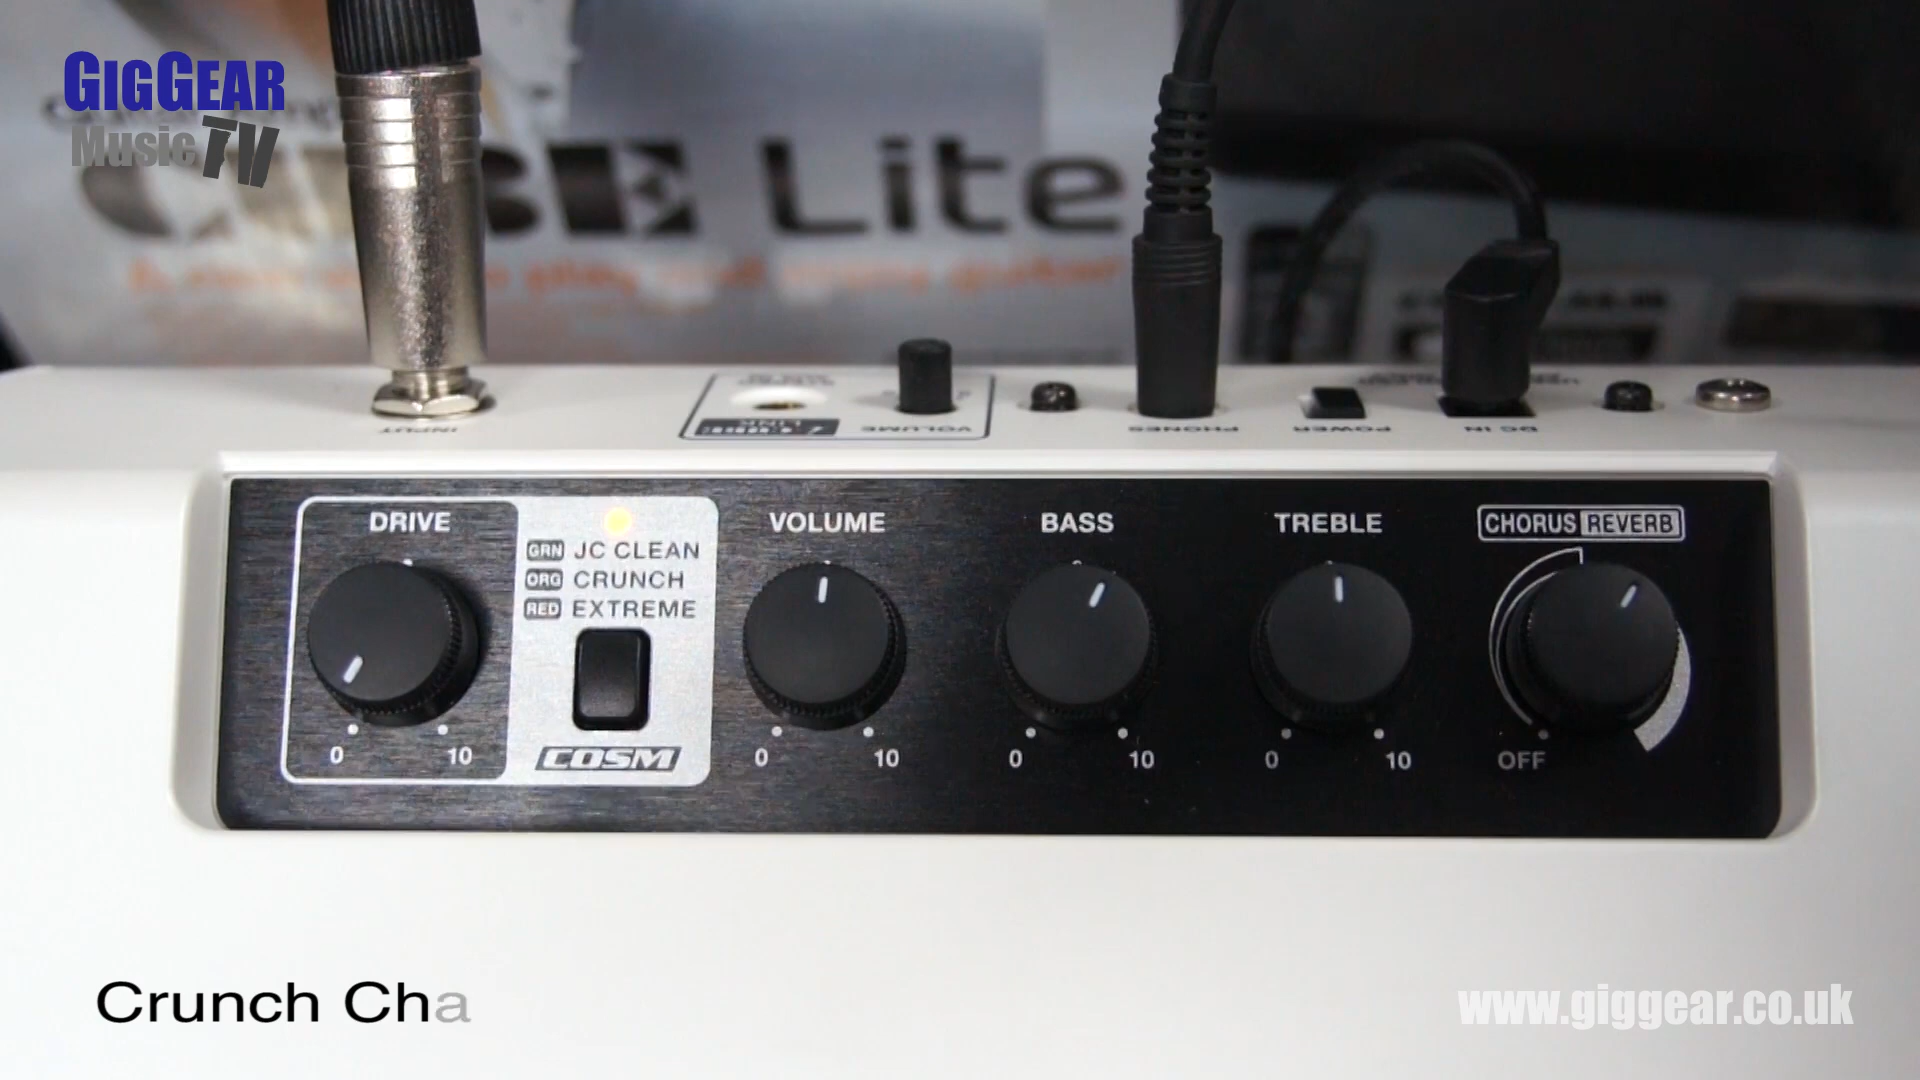 GIGGEAR
Music TV
CUBE Lite
INPUT
LINK
VOLUME
PHONES
POWER
DC IN
DRIVE
GRN JC CLEAN
ORG CRUNCH
RED EXTREME
COSM
VOLUME
BASS
TREBLE
CHORUS REVERB
0 10
0 10
0 10
0 10
OFF
Crunch Cha
www.giggear.co.uk